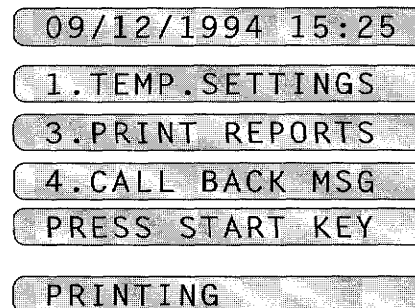 09/12/1994 15:25
1.TEMP.SETTINGS
3.PRINT REPORTS
4.CALL BACK MSG
PRESS START KEY
PRINTING